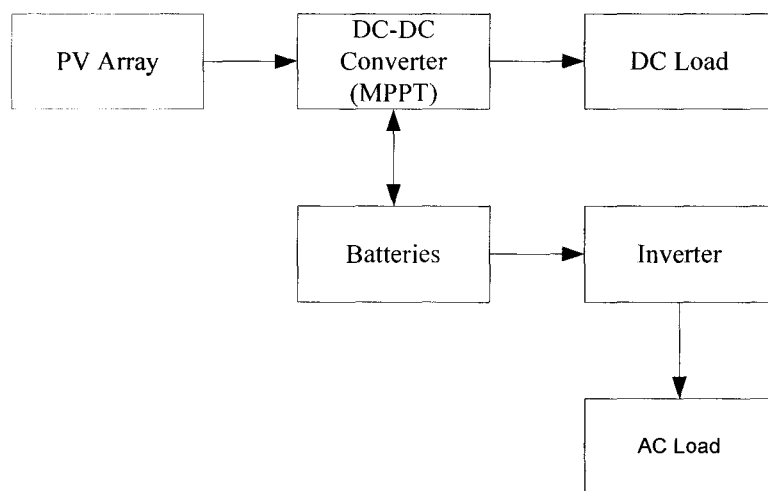 PV Array
DC-DC
Converter
(MPPT)
DC Load
Batteries
Inverter
AC Load